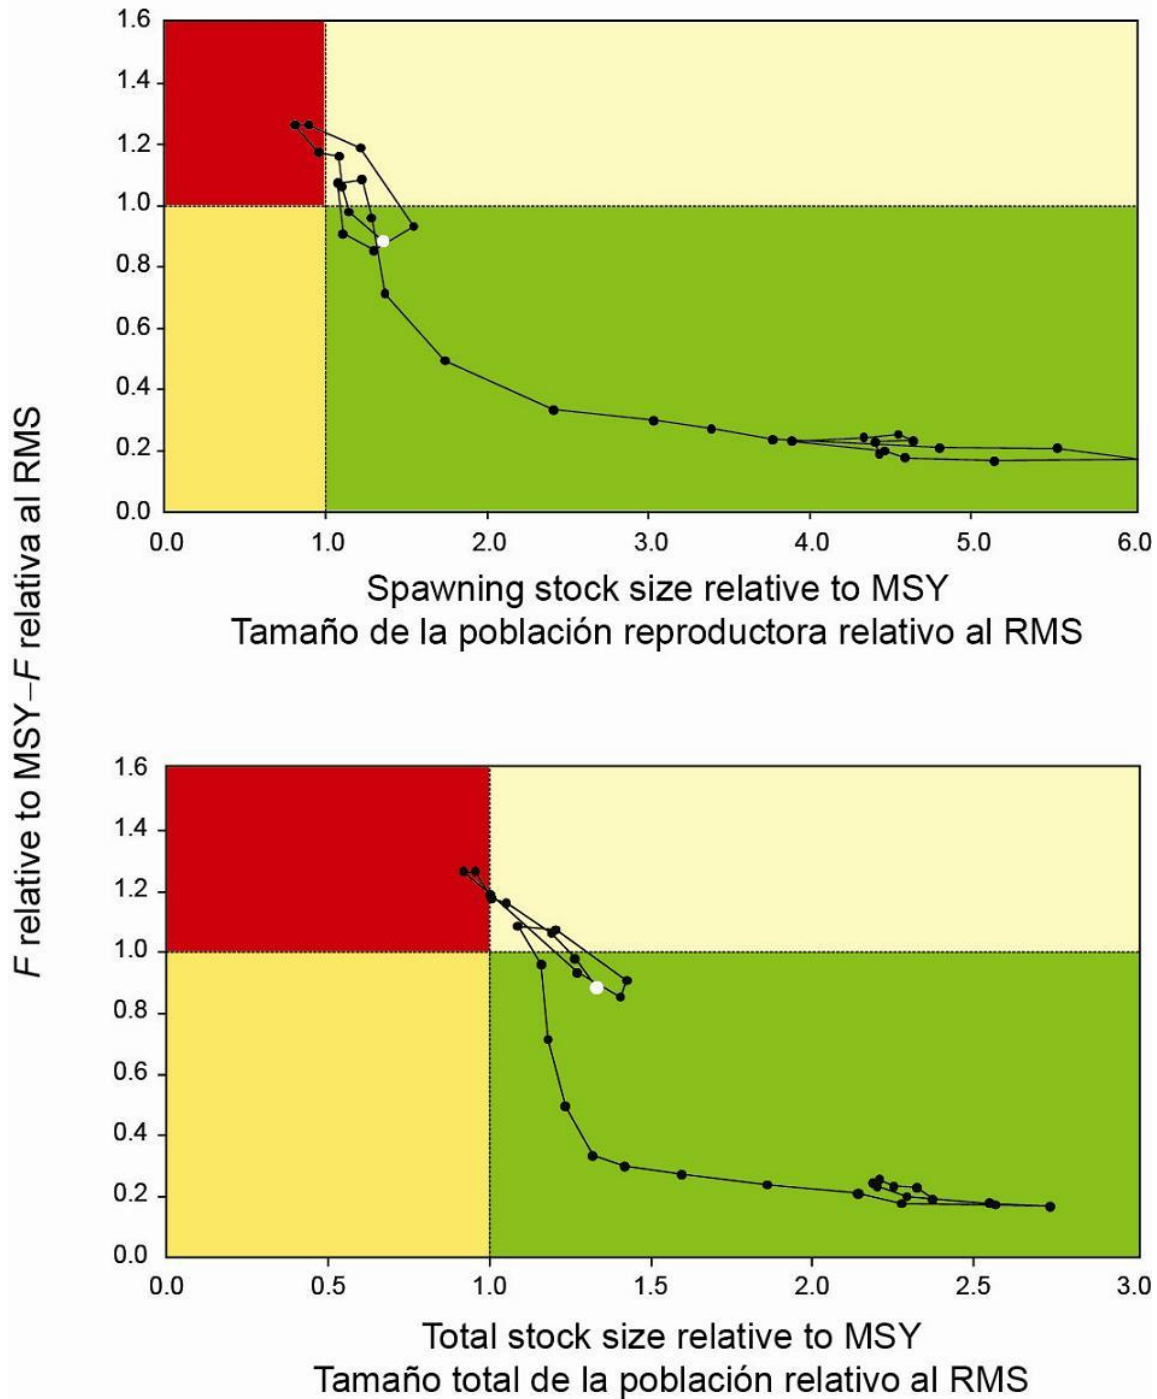 1.6
1.4
1.2
1.0
0.8
0.6
0.4
0.2
0.0
0.0 1.0 2.0 3.0 4.0 5.0 6.0
Spawning stock size relative to MSY
Tamaño de la población reproductora relativo al RMS
F relative to MSY–F relativa al RMS
1.6
1.4
1.2
1.0
0.8
0.6
0.4
0.2
0.0
0.0 0.5 1.0 1.5 2.0 2.5 3.0
Total stock size relative to MSY
Tamaño total de la población relativo al RMS